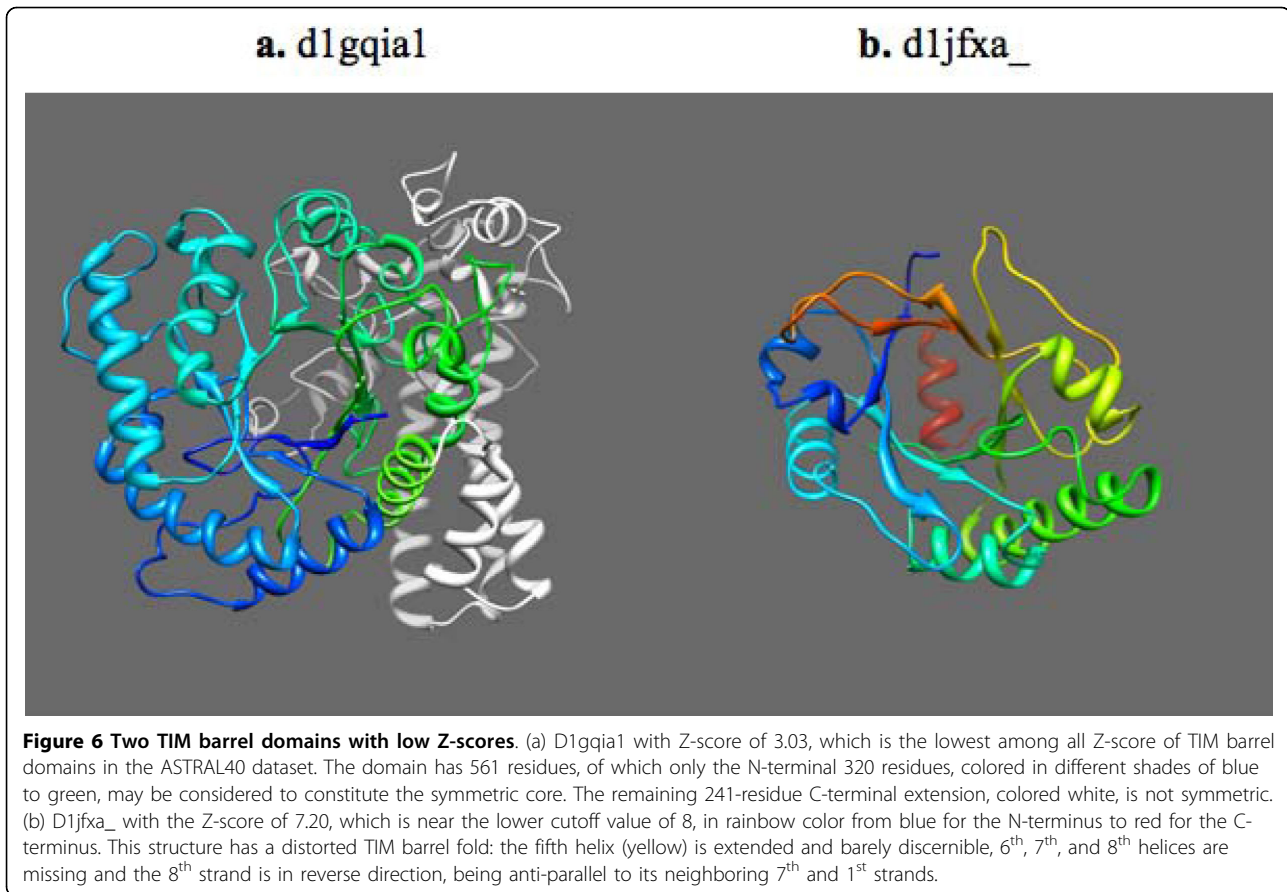 a. d1gqia1
b. d1jfxa_
Figure 6 Two TIM barrel domains with low Z-scores. (a) D1gqia1 with Z-score of 3.03, which is the lowest among all Z-score of TIM barrel
domains in the ASTRAL40 dataset. The domain has 561 residues, of which only the N-terminal 320 residues, colored in different shades of blue
to green, may be considered to constitute the symmetric core. The remaining 241-residue C-terminal extension, colored white, is not symmetric.
(b) D1jfxa_ with the Z-score of 7.20, which is near the lower cutoff value of 8, in rainbow color from blue for the N-terminus to red for the C-
terminus. This structure has a distorted TIM barrel fold: the fifth helix (yellow) is extended and barely discernible, 6th, 7th, and 8th helices are
missing and the 8th strand is in reverse direction, being anti-parallel to its neighboring 7th and 1st strands.